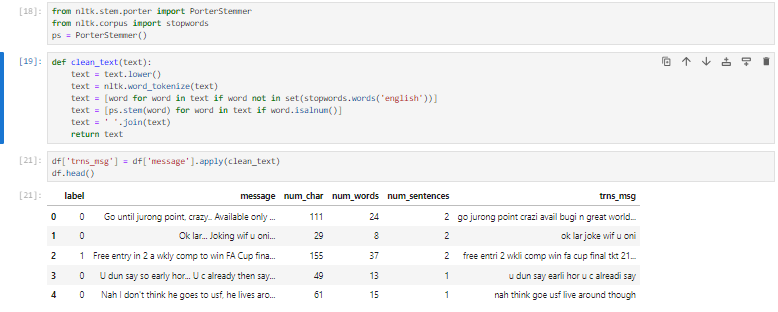 [18]: from nltk.stem.porter import PorterStemmer
from nltk.corpus import stopwords
ps = PorterStemmer()
[19]: def clean_text(text):
text = text.lower()
text = nltk.word_tokenize(text)
text = [word for word in text if word not in set(stopwords.words('english'))]
text = [ps.stem(word) for word in text if word.isalnum()]
text = ' '.join(text)
return text
[21]: df['trns_msg'] = df['message'].apply(clean_text)
df.head()
[21]: label message num_char num_words num_sentences trns_msg
0 0 Go until jurong point, crazy.. Available only ... 111 24 2 go jurong point crazi avail bugi n great world...
1 0 Ok lar... Joking wif u oni... 29 8 2 ok lar joke wif u oni
2 1 Free entry in 2 a wkly comp to win FA Cup fina... 155 37 2 free entri 2 wkli comp win fa cup final tkt 21...
3 0 U dun say so early hor... U c already then say... 49 13 1 u dun say earli hor u c alreadi say
4 0 Nah I don't think he goes to usf, he lives aro... 61 15 1 nah think goe usf live around though